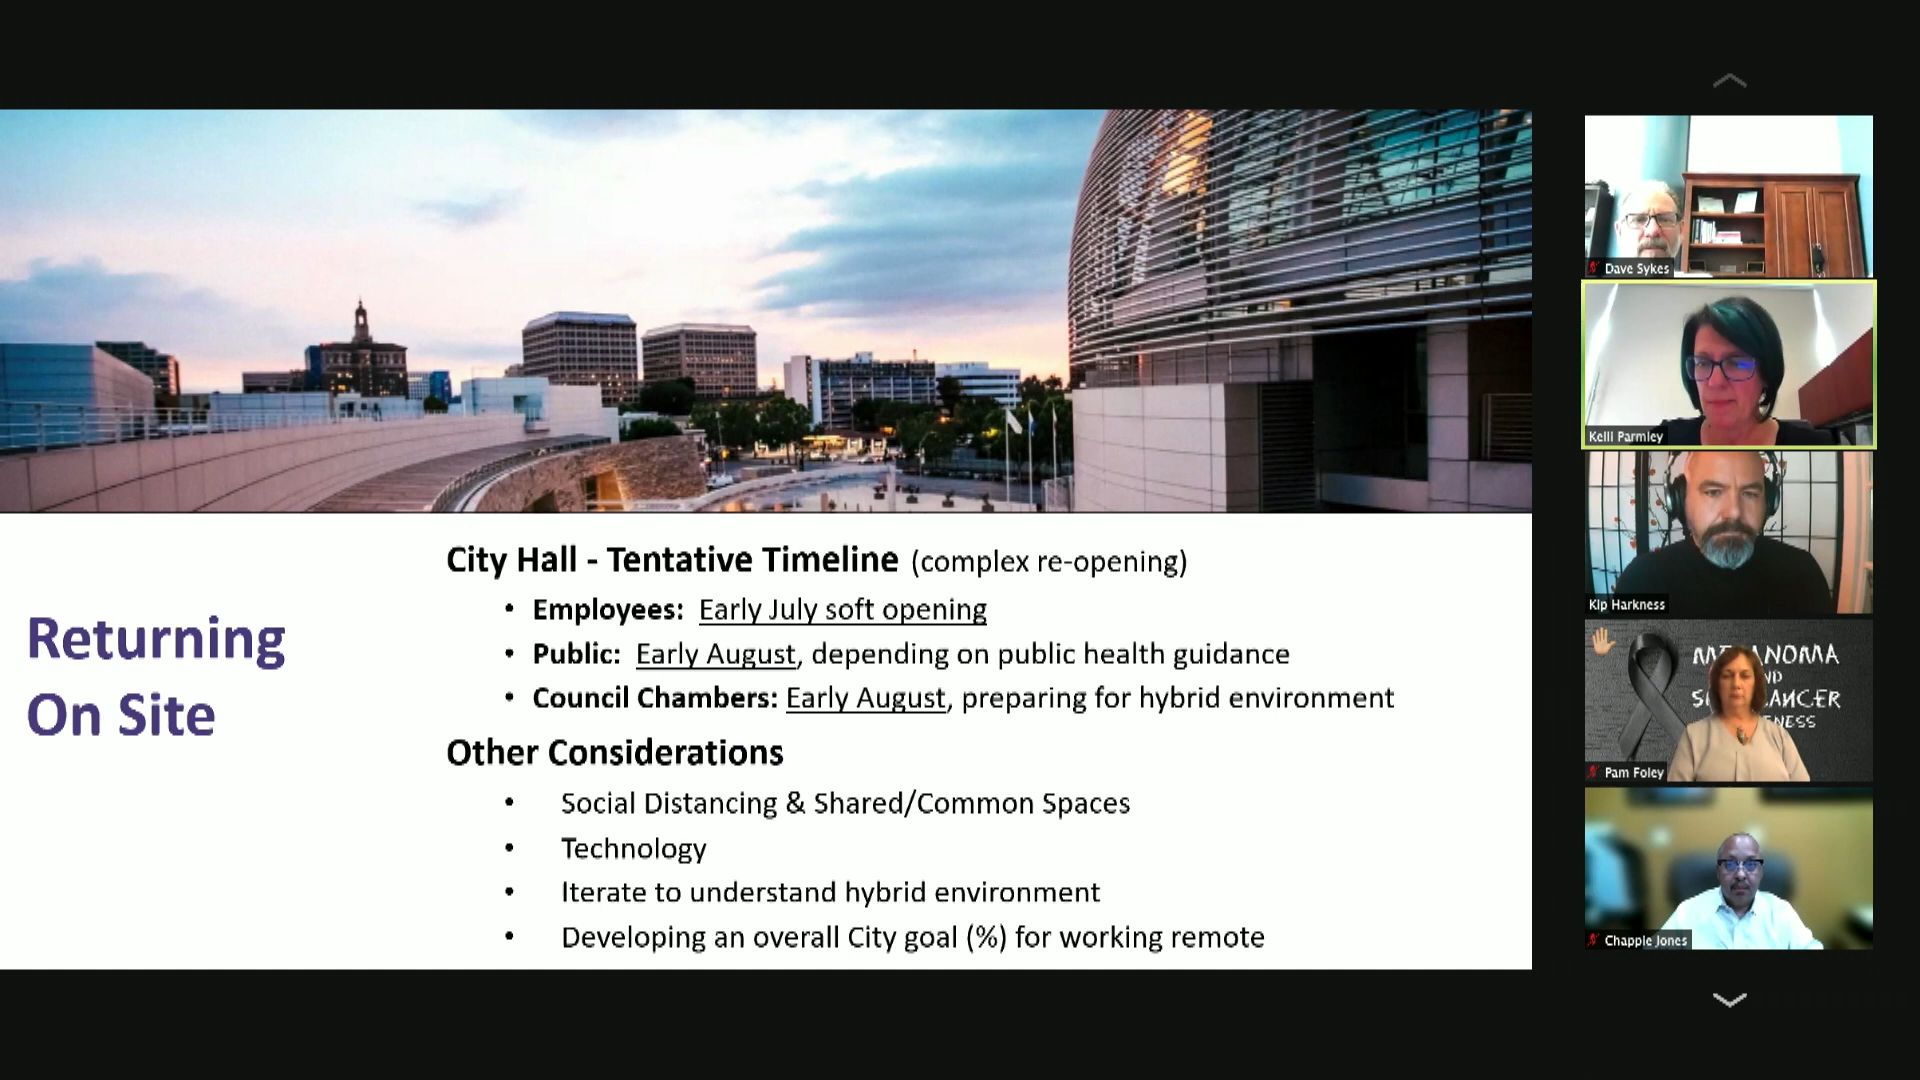 Returning
On Site
City Hall - Tentative Timeline (complex re-opening)
• Employees: Early July soft opening
• Public: Early August, depending on public health guidance
• Council Chambers: Early August, preparing for hybrid environment
Other Considerations
• Social Distancing & Shared/Common Spaces
• Technology
• Iterate to understand hybrid environment
• Developing an overall City goal (%) for working remote
Dave Sykes
Kelli Parmley
Kip Harkness
Pam Foley
Chappie Jones